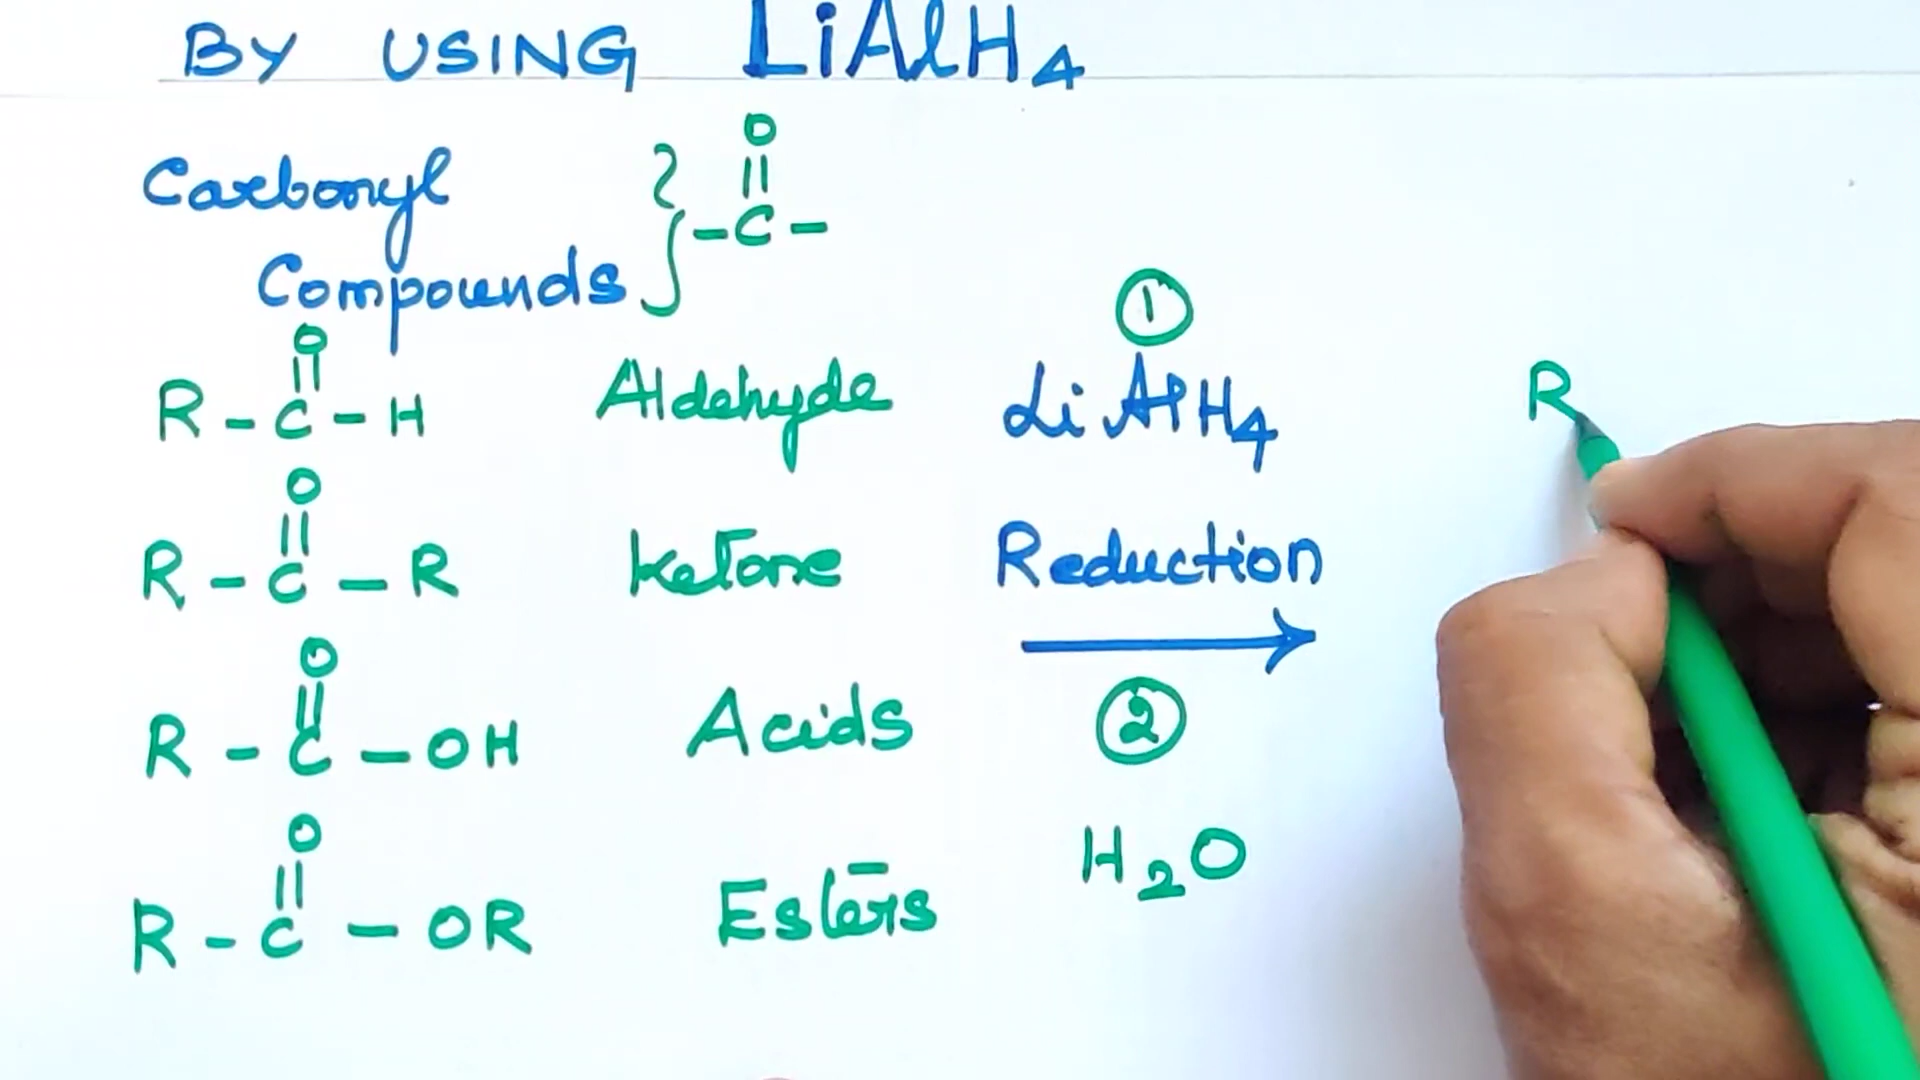 BY USING LiAlH4
Carbonyl
Compounds
O
||
-C-
O
||
R-C-H Aldehyde
O
||
R-C-R Ketone
O
||
R-C-OH Acids
O
||
R-C-OR Esters
①
LiAlH4
Reduction
②
H2O
R